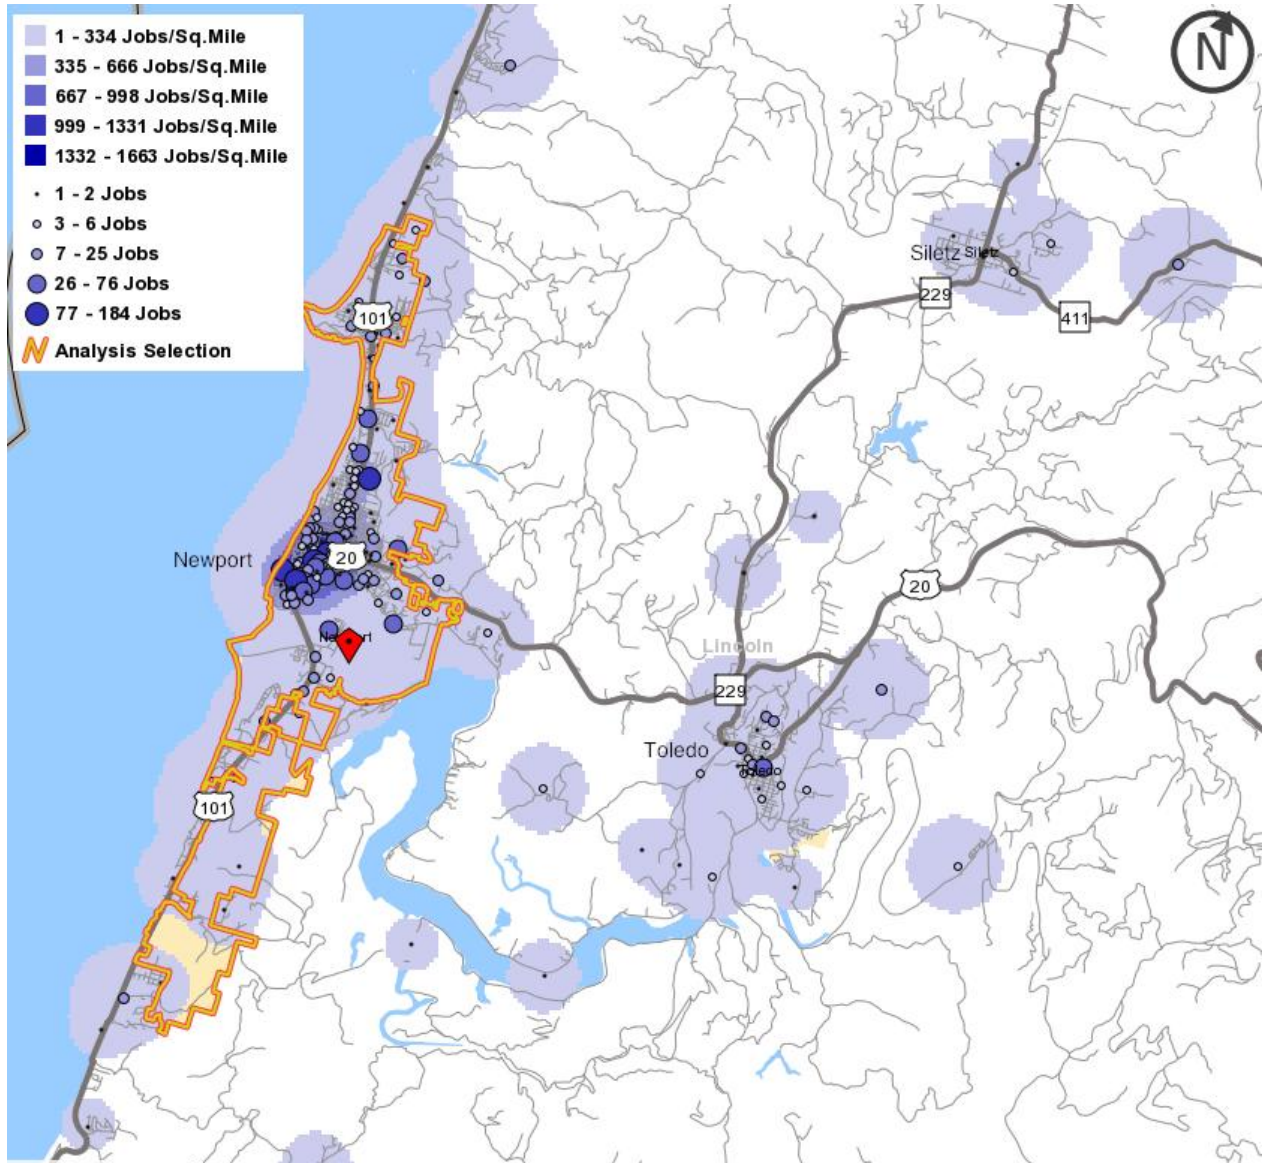 1 - 334 Jobs/Sq.Mile
335 - 666 Jobs/Sq.Mile
667 - 998 Jobs/Sq.Mile
999 - 1331 Jobs/Sq.Mile
1332 - 1663 Jobs/Sq.Mile
1 - 2 Jobs
3 - 6 Jobs
7 - 25 Jobs
26 - 76 Jobs
77 - 184 Jobs
Analysis Selection
N
Siletz Siletz
229
101
411
Newport
20
20
Lincoln
229
Toledo
Toledo
101